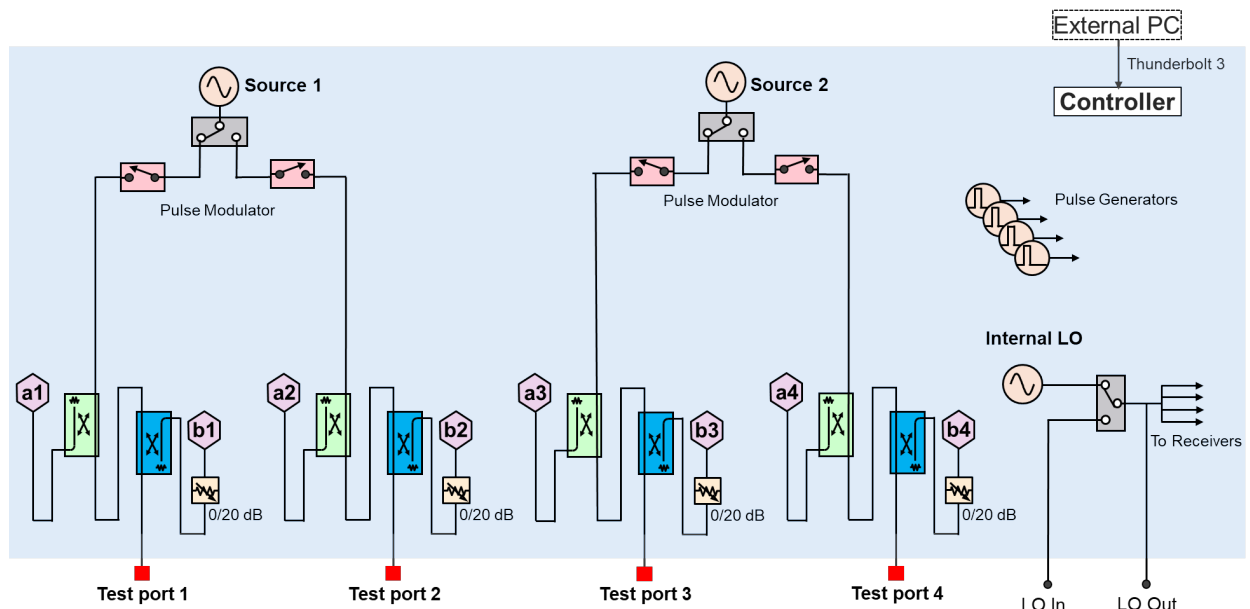 External PC
Thunderbolt 3
Controller
Source 1
Source 2
Pulse Modulator
Pulse Modulator
Pulse Generators
Internal LO
a1
a2
a3
a4
b1
b2
b3
b4
To Receivers
0/20 dB
0/20 dB
0/20 dB
0/20 dB
Test port 1
Test port 2
Test port 3
Test port 4
LO In
LO Out